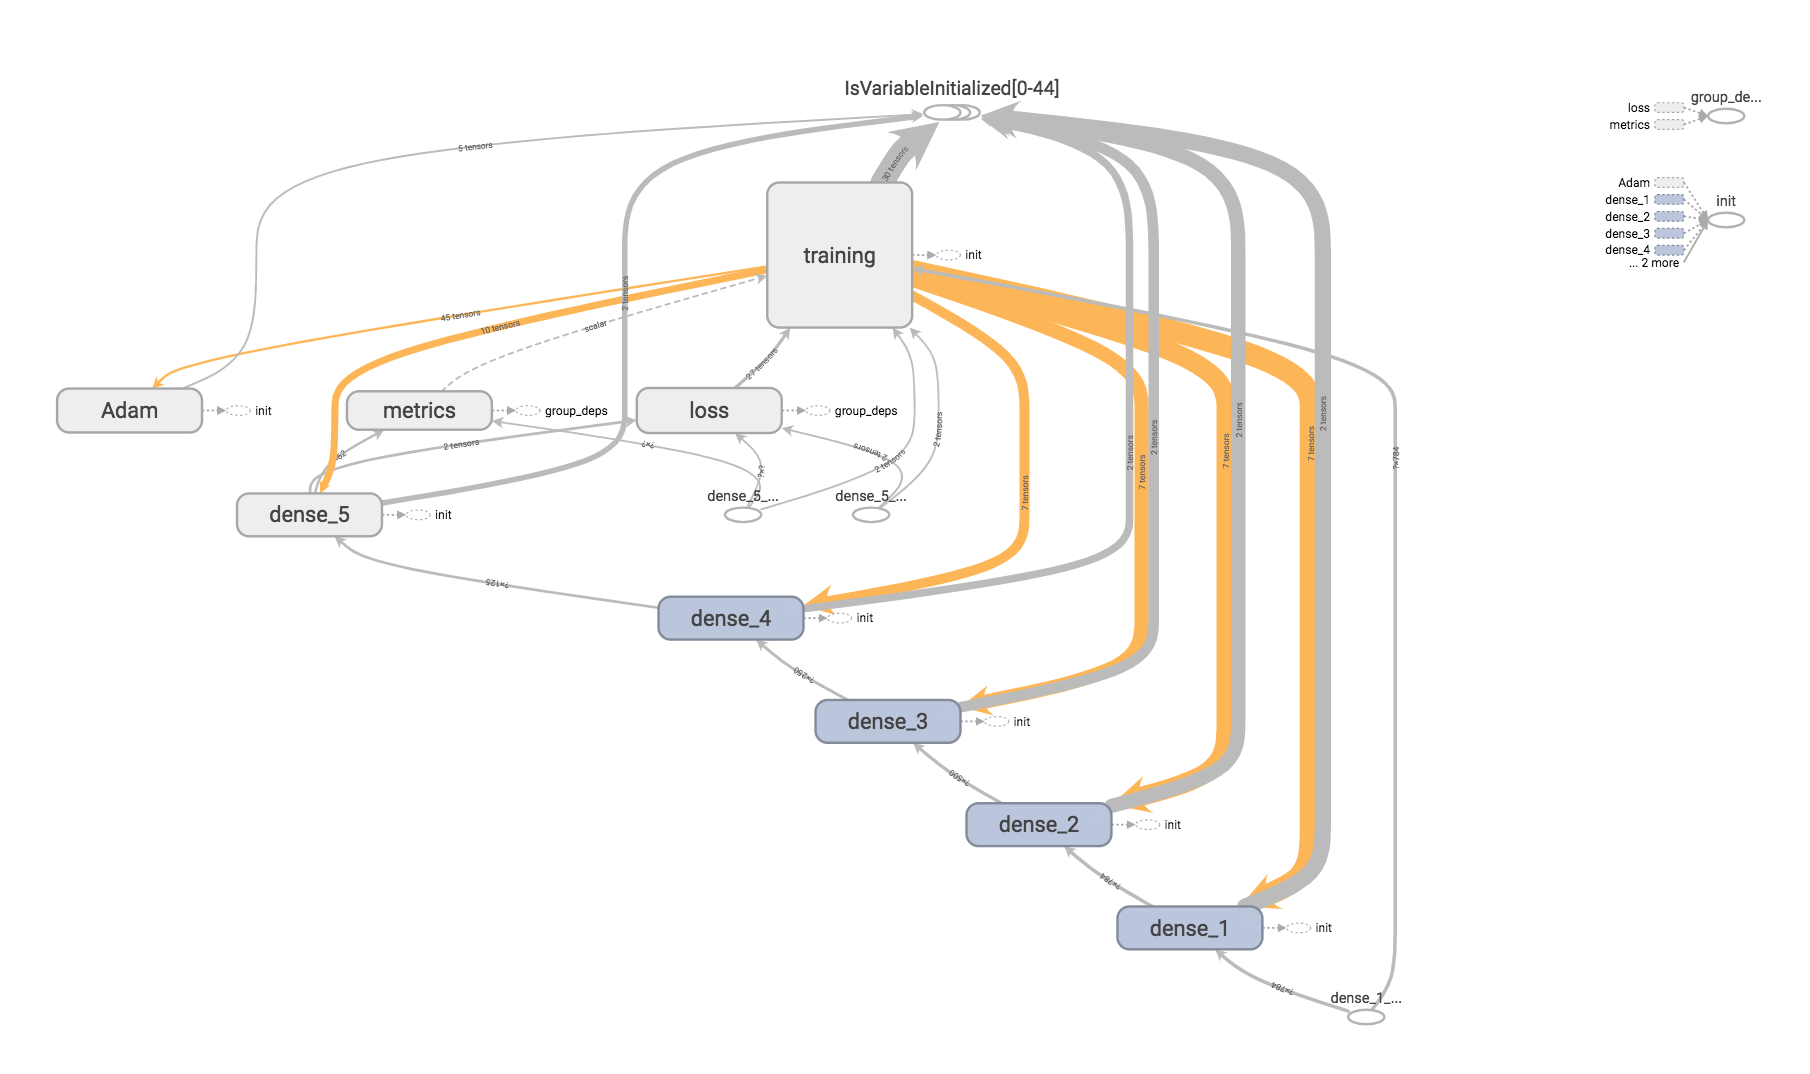 IsVariableInitialized[0-44]
group_de...
loss
metrics
5 tensors
30 tensors
Adam
dense_1
dense_2
dense_3
dense_4
... 2 more
init
training
init
2 tensors
45 tensors
10 tensors
scalar
27 tensors
Adam
init
metrics
group_deps
loss
group_deps
2 tensors
?×?
?×?
2 tensors
2 tensors
2 tensors
2 tensors
2 tensors
2 tensors
2 tensors
7 tensors
7 tensors
7 tensors
7 tensors
?×784
dense_5_...
dense_5_...
dense_5
init
?×125
dense_4
init
?×250
dense_3
init
?×500
dense_2
init
?×784
dense_1
init
?×784
dense_1_...